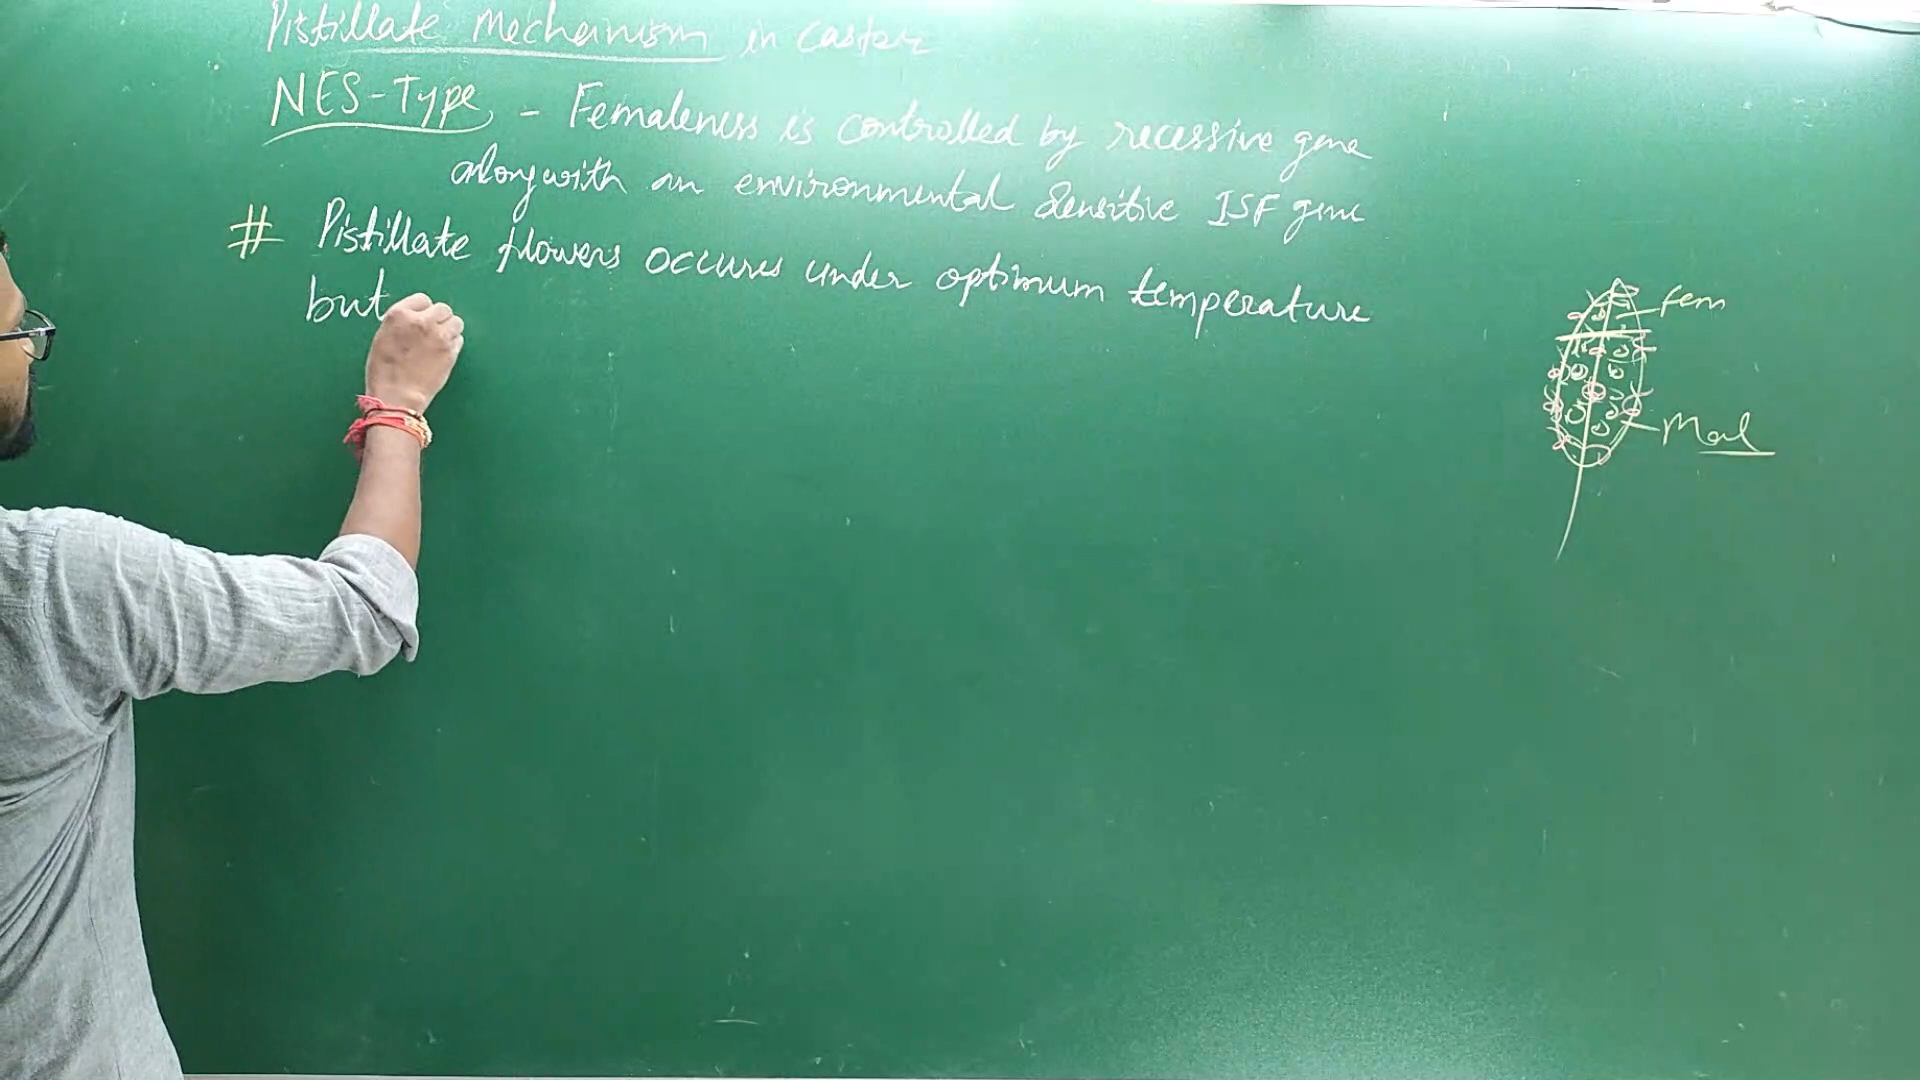 Pistillate Mechanism in castor
NES-Type - Femaleness is controlled by recessive gene
alongwith an environmental sensitive ISF gene
# Pistillate flowers occures under optimum temperature
but
fem
Mal